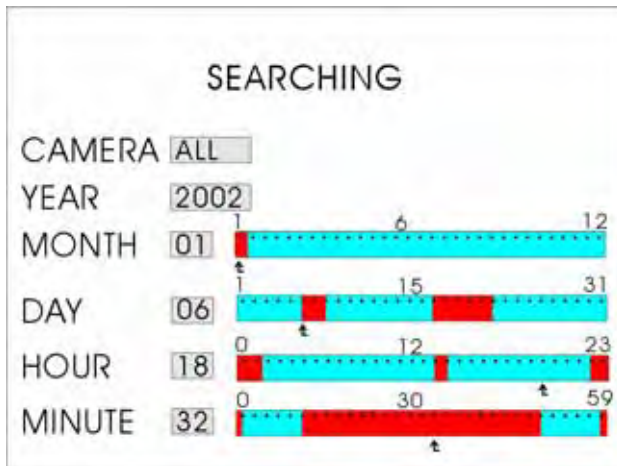 SEARCHING
CAMERA ALL
YEAR 2002
1 6 12
MONTH 01
1 15 31
DAY 06
0 12 23
HOUR 18
0 30 59
MINUTE 32